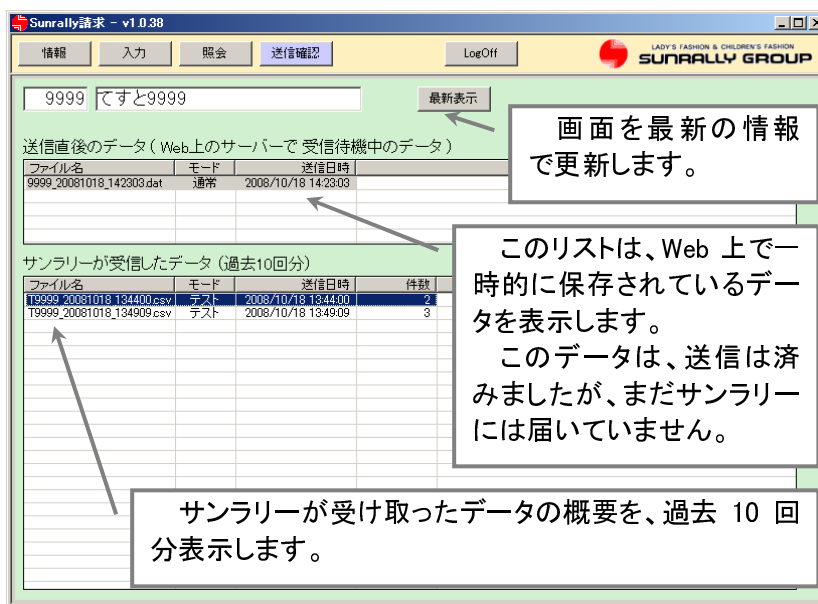 Sunrally請求 - v1.0.38
情報 入力 照会 送信確認 LogOff
LADY'S FASHION & CHILDREN'S FASHION
SUNRALLY GROUP
9999 てすと9999 最新表示
画面を最新の情報
で更新します。
送信直後のデータ( Web上のサーバーで 受信待機中のデータ )
ファイル名 モード 送信日時
9999_20081018_142303.dat 通常 2008/10/18 14:23:03
このリストは、Web 上で一
時的に保存されているデー
タを表示します。
このデータは、送信は済
みましたが、まだサンラリー
には届いていません。
サンラリーが受信したデータ (過去10回分)
ファイル名 モード 送信日時 件数
T9999_20081018_134400.csv テスト 2008/10/18 13:44:00 2
T9999_20081018_134909.csv テスト 2008/10/18 13:49:09 3
サンラリーが受け取ったデータの概要を、過去 10 回
分表示します。